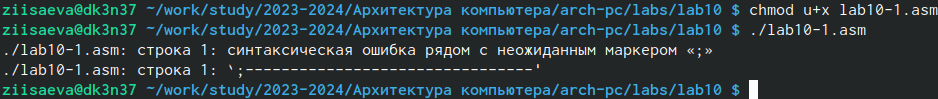 ziisaeva@dk3n37 ~/work/study/2023-2024/Архитектура компьютера/arch-pc/labs/lab10 $ chmod u+x lab10-1.asm
ziisaeva@dk3n37 ~/work/study/2023-2024/Архитектура компьютера/arch-pc/labs/lab10 $ ./lab10-1.asm
./lab10-1.asm: строка 1: синтаксическая ошибка рядом с неожиданным маркером «;»
./lab10-1.asm: строка 1: `;--------------------------------'
ziisaeva@dk3n37 ~/work/study/2023-2024/Архитектура компьютера/arch-pc/labs/lab10 $